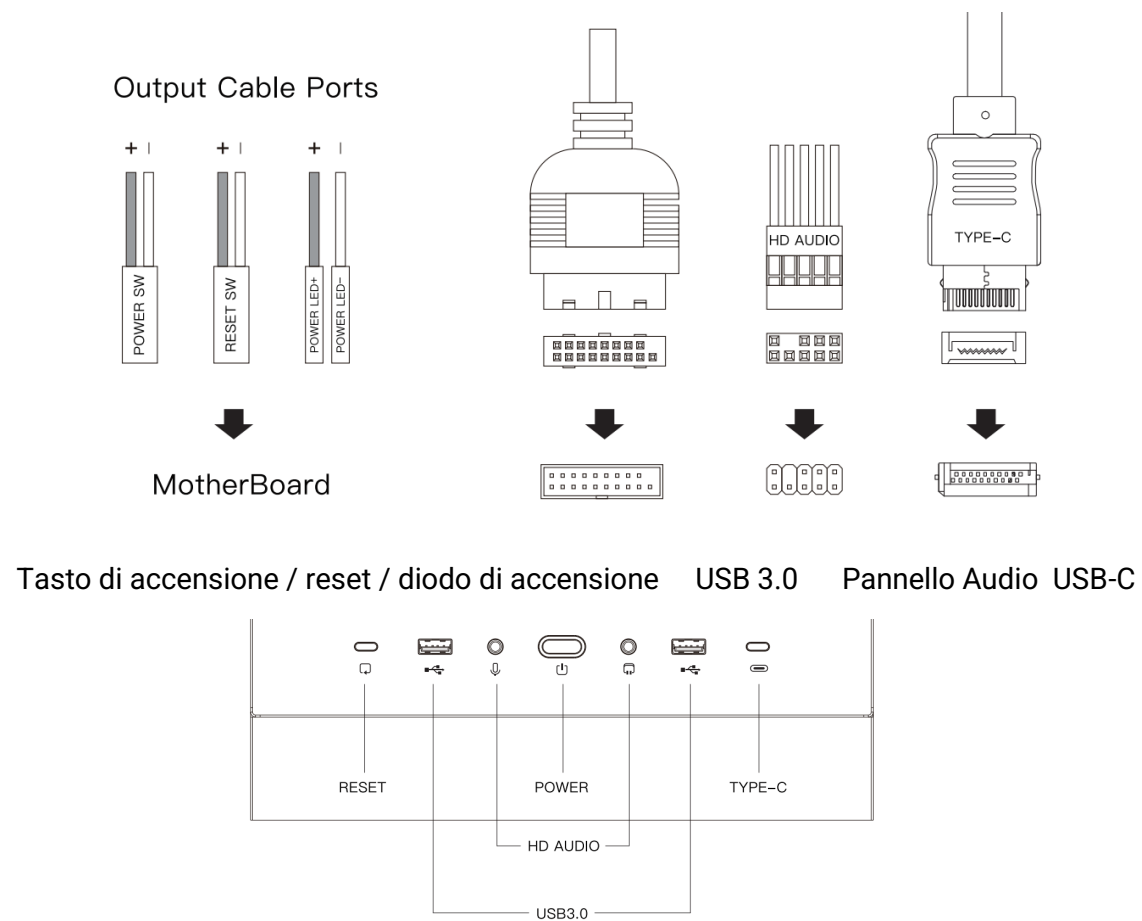 Output Cable Ports
+ − + − + −
POWER SW
RESET SW
POWER LED+
POWER LED−
HD AUDIO
TYPE-C
MotherBoard
Tasto di accensione / reset / diodo di accensione USB 3.0 Pannello Audio USB-C
RESET POWER TYPE-C
HD AUDIO
USB3.0